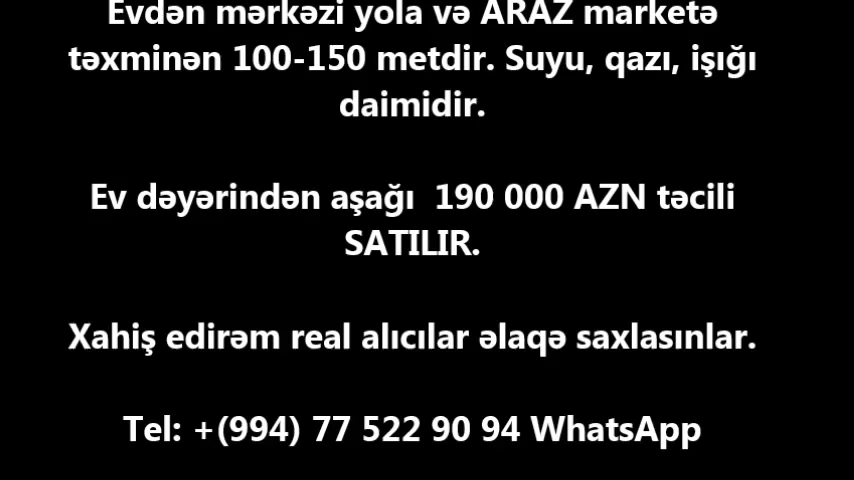 Evdən mərkəzi yola və ARAZ marketə
təxminən 100-150 metdir. Suyu, qazı, işığı
daimidir.
Ev dəyərindən aşağı 190 000 AZN təcili
SATILIR.
Xahiş edirəm real alıcılar əlaqə saxlasınlar.
Tel: +(994) 77 522 90 94 WhatsApp